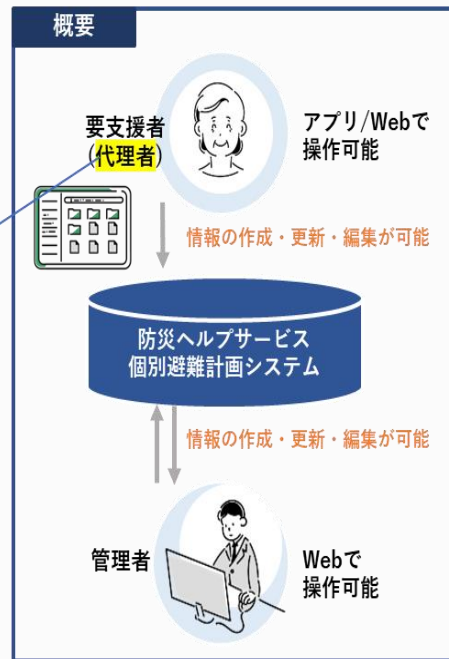 概要
要支援者
(代理者)
アプリ/Webで
操作可能
情報の作成・更新・編集が可能
防災ヘルプサービス
個別避難計画システム
情報の作成・更新・編集が可能
管理者
Webで
操作可能